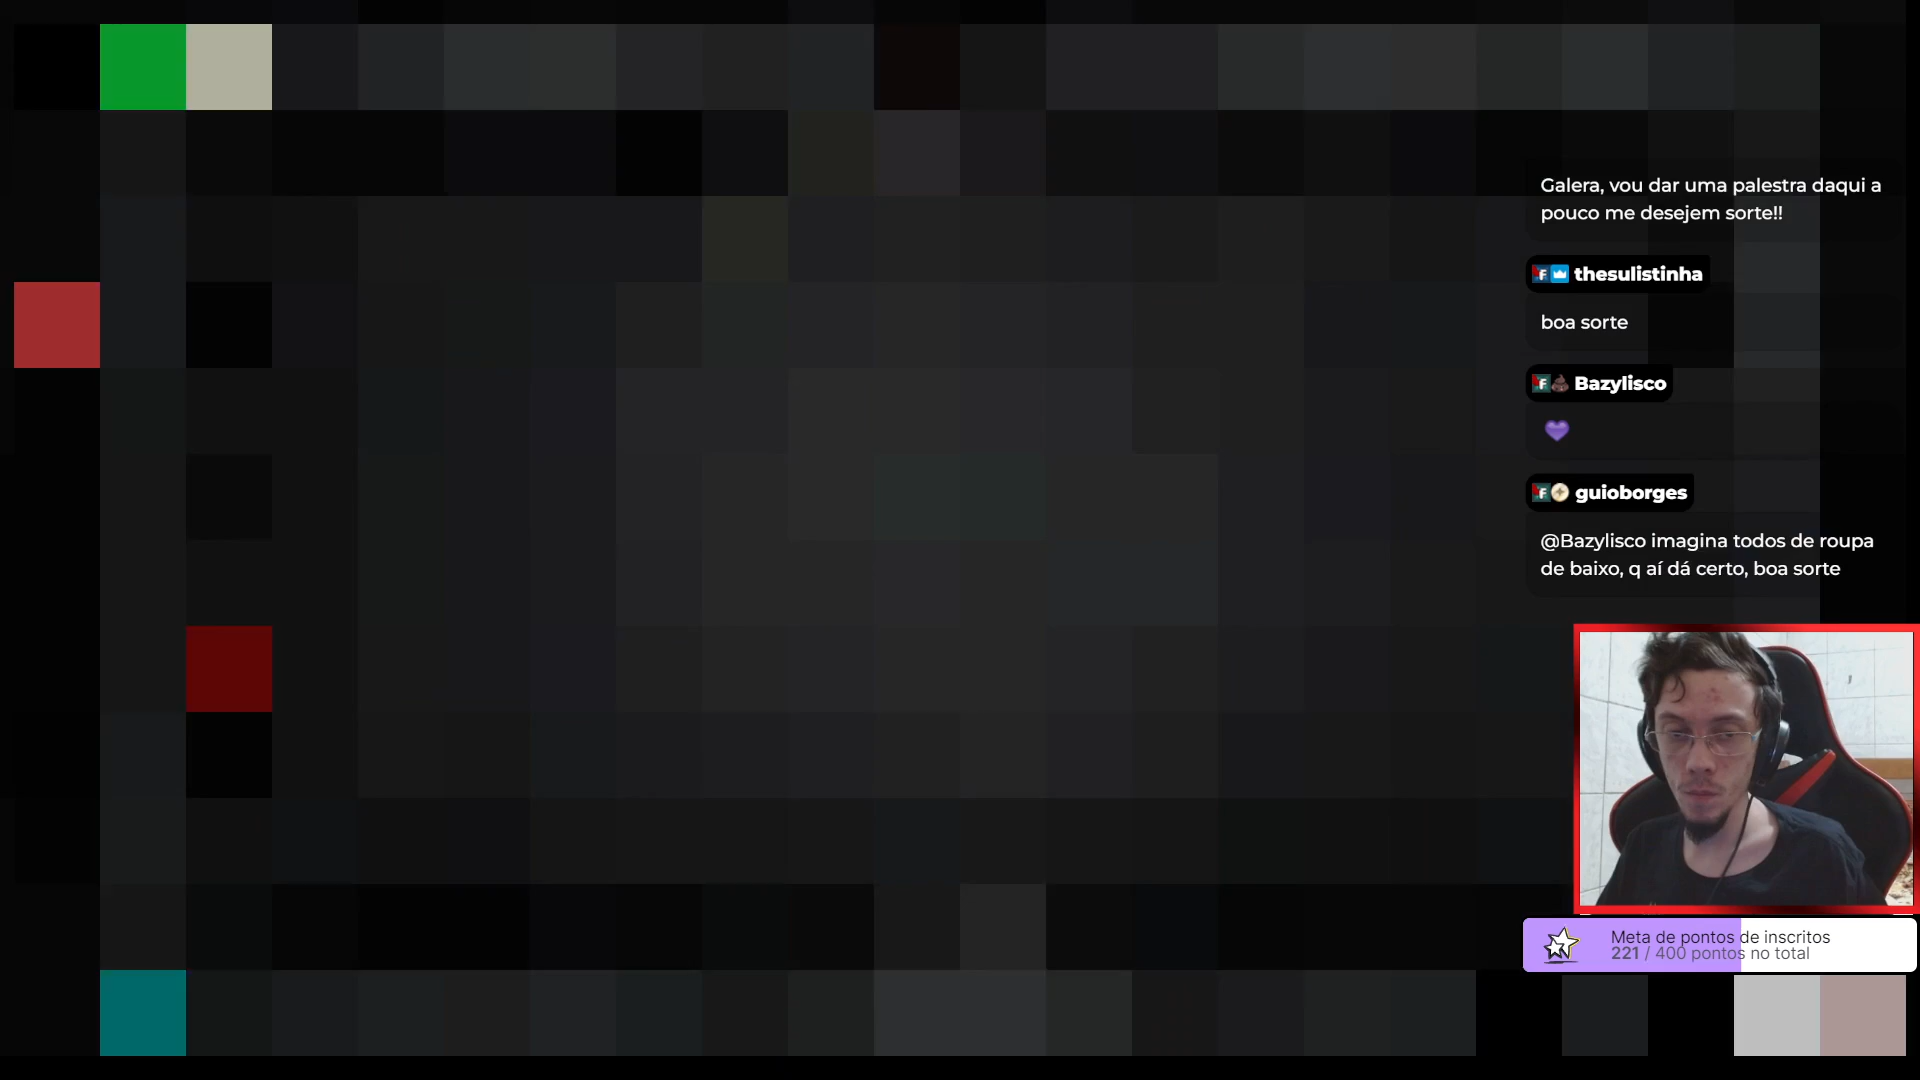 Galera, vou dar uma palestra daqui a
pouco me desejem sorte!!
thesulistinha
boa sorte
Bazylisco
💜
guioborges
@Bazylisco imagina todos de roupa
de baixo, q aí dá certo, boa sorte
Meta de pontos de inscritos
221 / 400 pontos no total